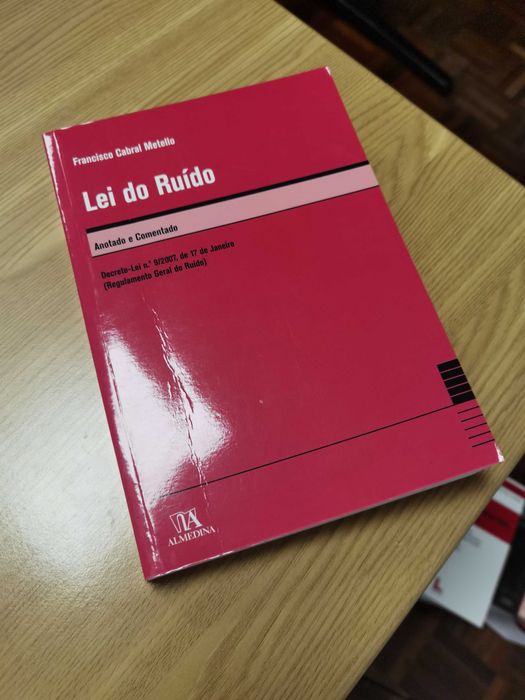 Francisco Cabral Metello
Lei do Ruído
Anotado e Comentado
Decreto-Lei n.º 9/2007, de 17 de Janeiro
(Regulamento Geral do Ruído)
ALMEDINA